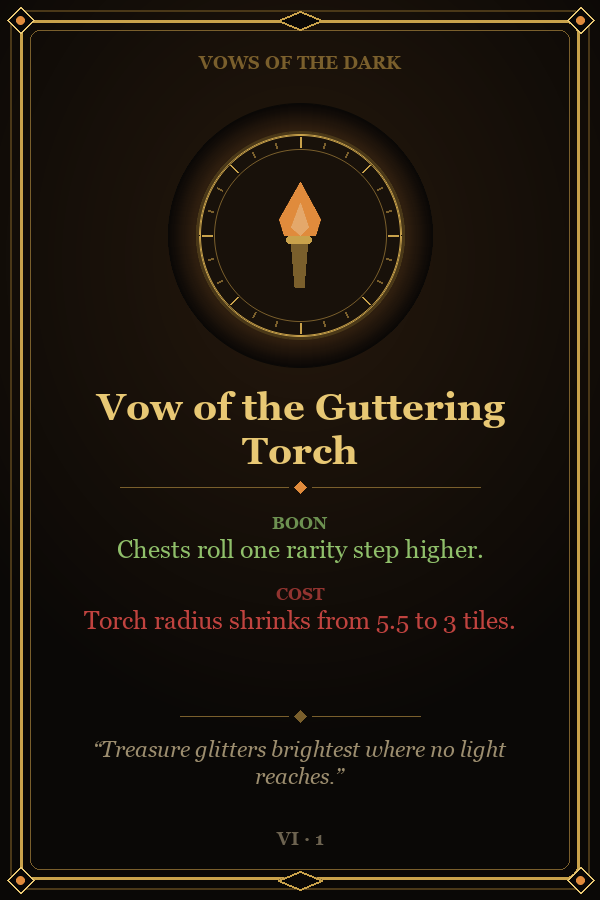 VOWS OF THE DARK
Vow of the Guttering
Torch
BOON
Chests roll one rarity step higher.
COST
Torch radius shrinks from 5.5 to 3 tiles.
“Treasure glitters brightest where no light
reaches.”
VI · 1